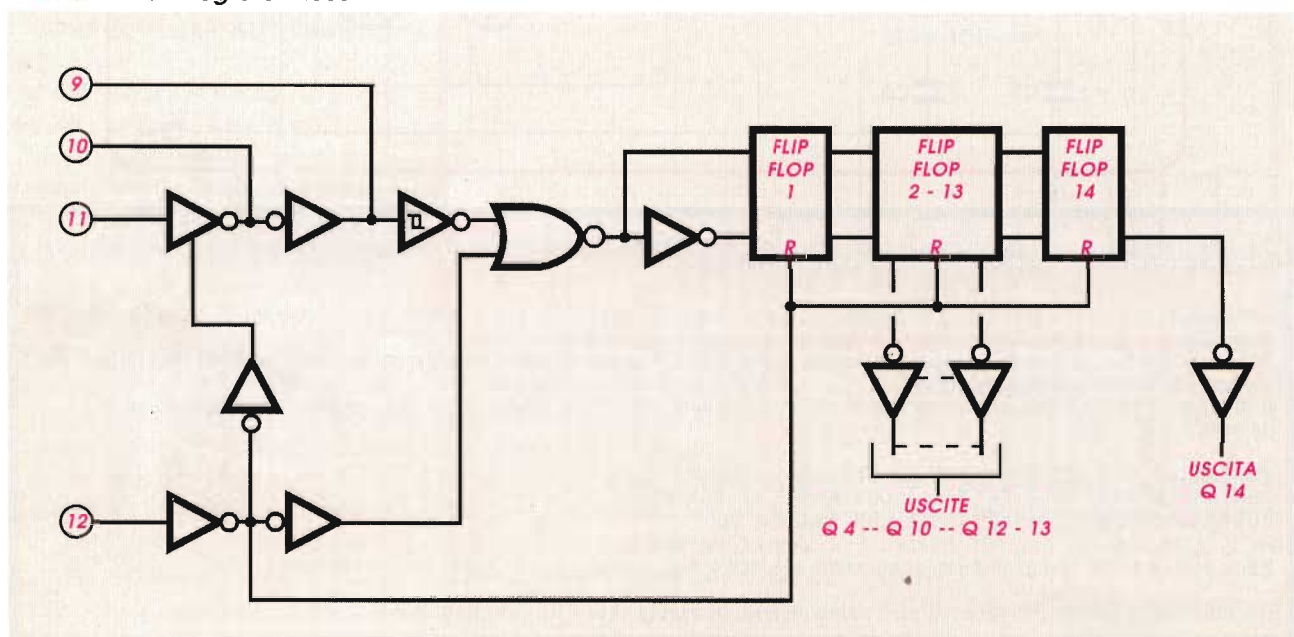 9
10
11
12
FLIP
FLOP
1
R
FLIP
FLOP
2 - 13
R
FLIP
FLOP
14
R
USCITE
Q 4 -- Q 10 -- Q 12 - 13
USCITA
Q 14